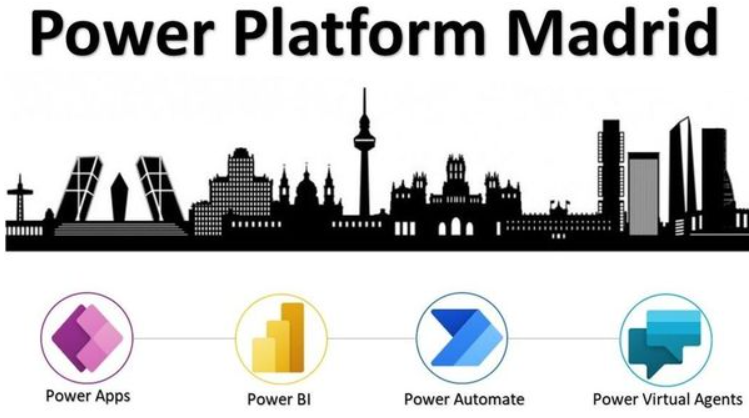 Power Platform Madrid
Power Apps
Power BI
Power Automate
Power Virtual Agents